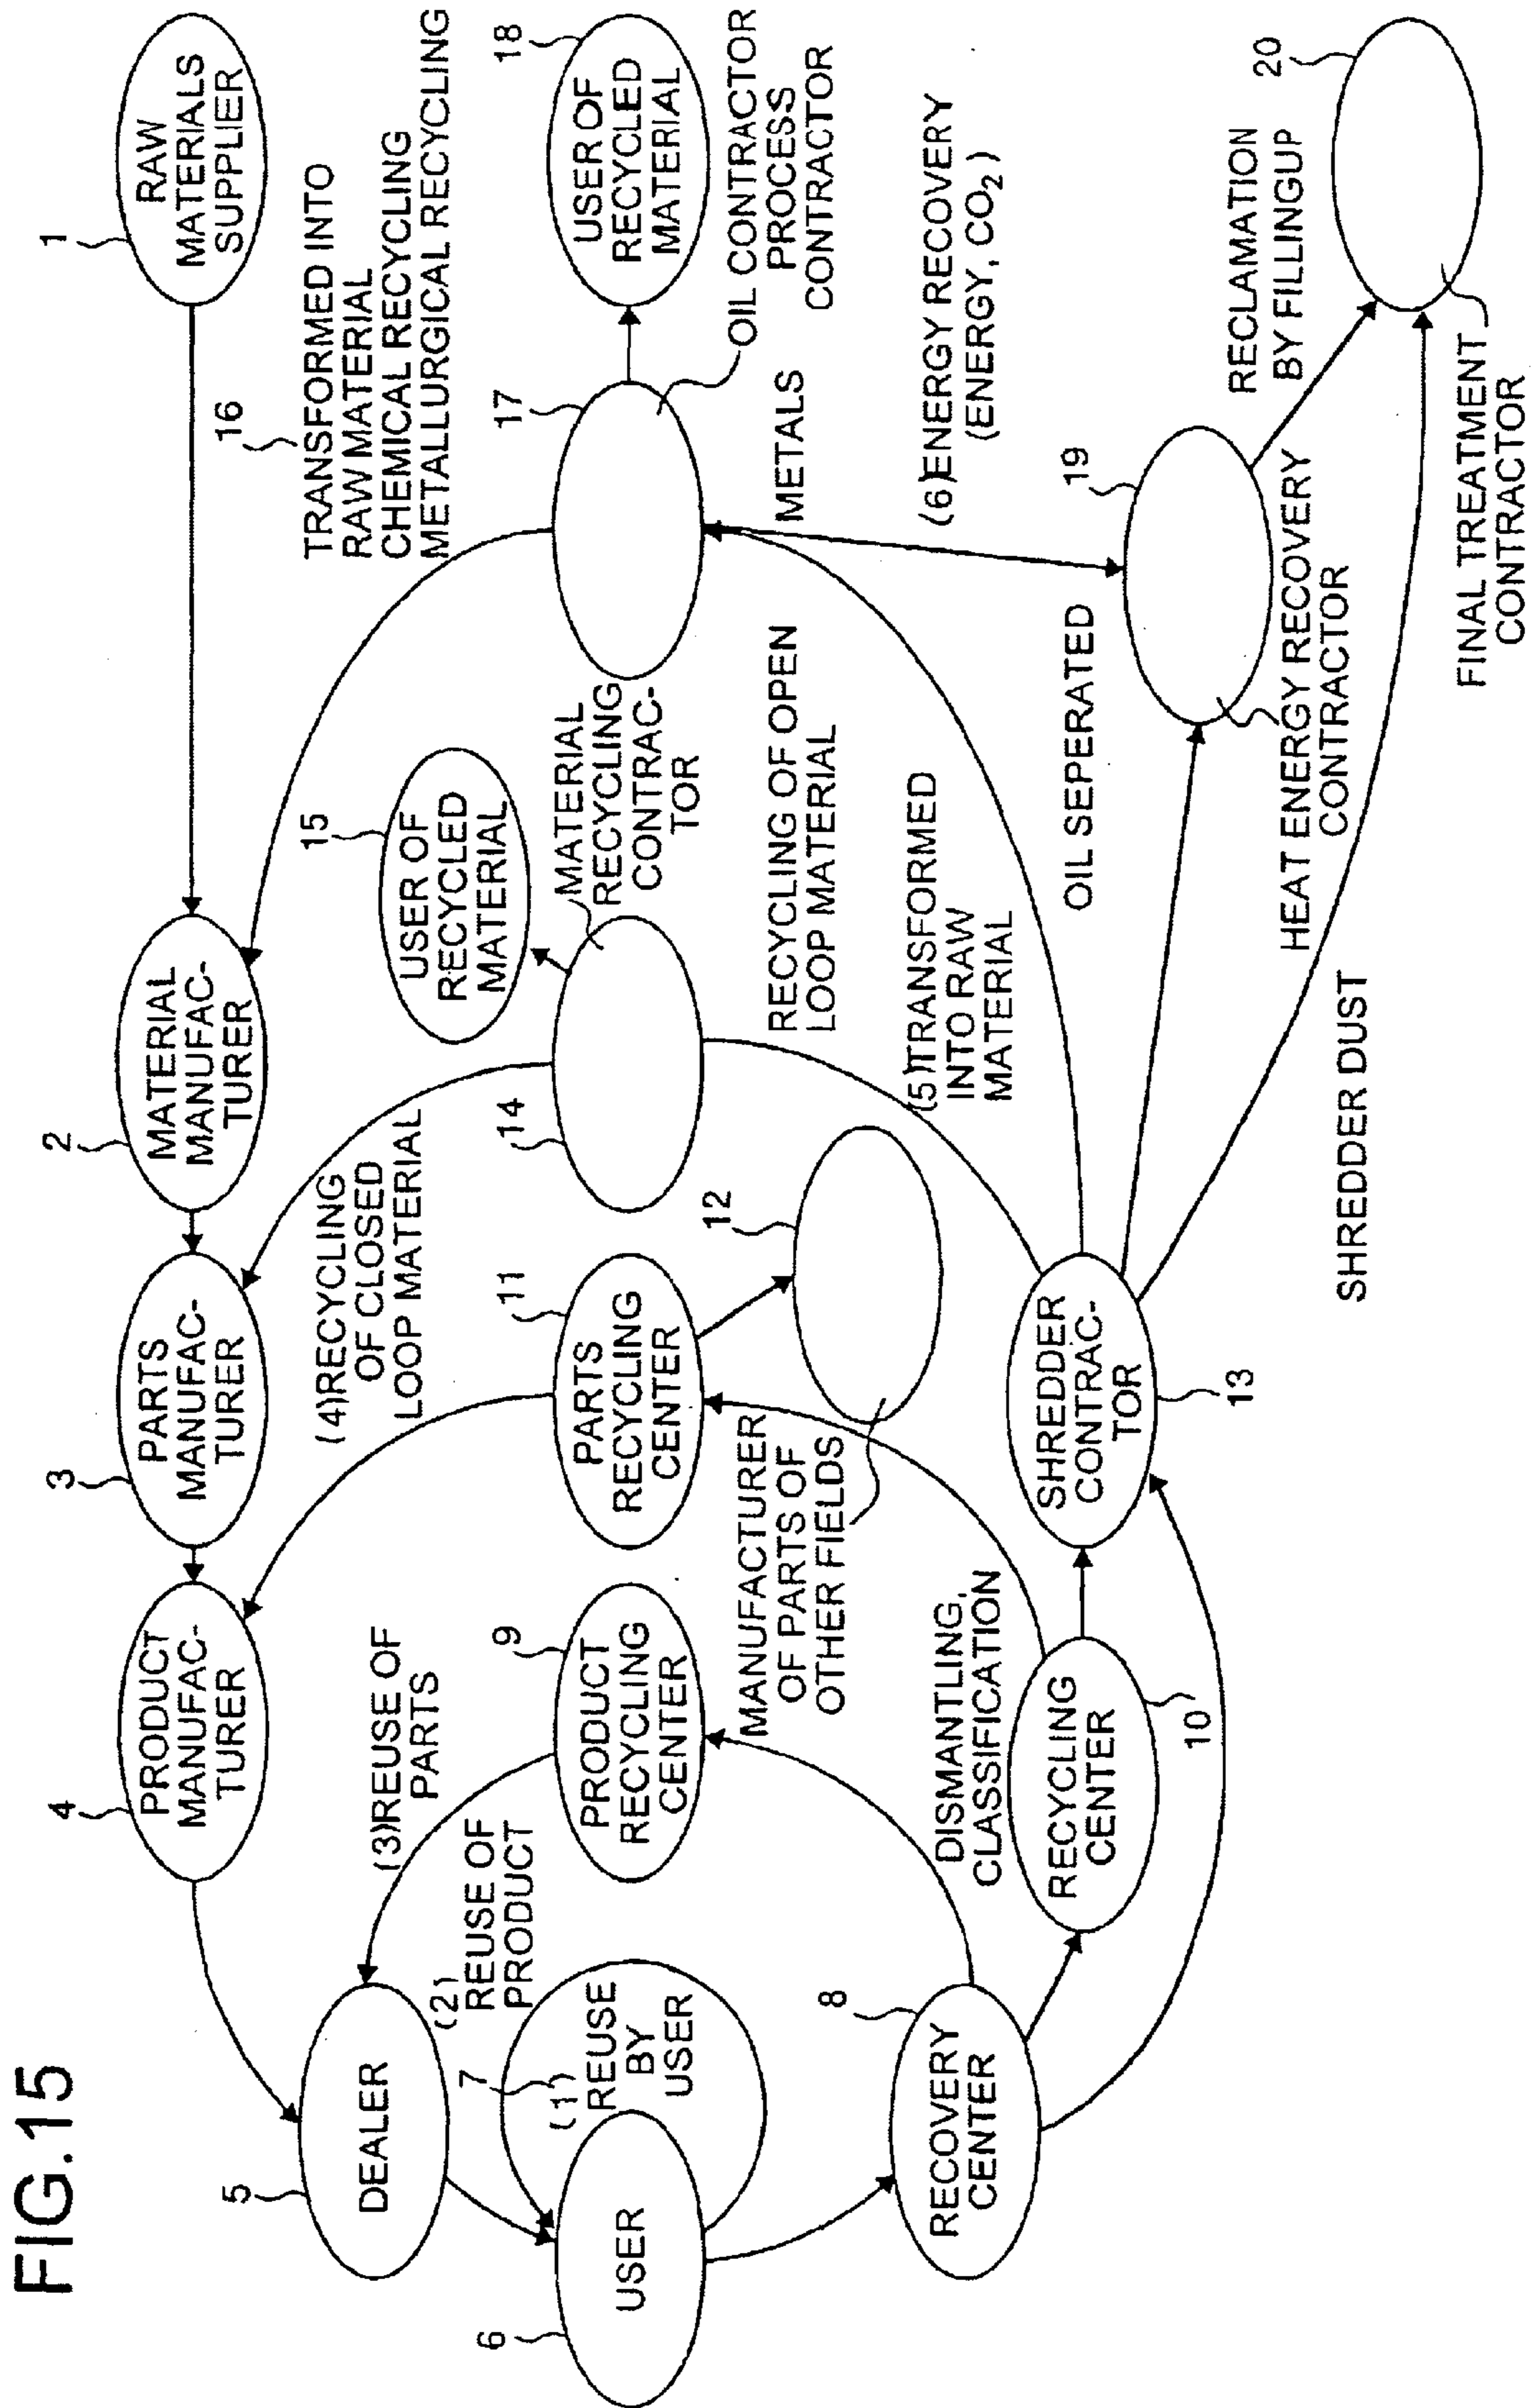 FIG.15
1
RAW
MATERIALS
SUPPLIER
2
MATERIAL
MANUFAC-
TURER
3
PARTS
MANUFAC-
TURER
4
PRODUCT
MANUFAC-
TURER
5
DEALER
6
USER
7
(1)
REUSE
BY
USER
(2)
REUSE OF
PRODUCT
(3)REUSE OF
PARTS
(4)RECYCLING
OF CLOSED
LOOP MATERIAL
16
TRANSFORMED INTO
RAW MATERIAL
CHEMICAL RECYCLING
METALLURGICAL RECYCLING
8
RECOVERY
CENTER
9
PRODUCT
RECYCLING
CENTER
10
RECYCLING
CENTER
DISMANTLING,
CLASSIFICATION
11
PARTS
RECYCLING
CENTER
12
MANUFACTURER
OF PARTS OF
OTHER FIELDS
13
SHREDDER
CONTRAC-
TOR
14
MATERIAL
RECYCLING
CONTRAC-
TOR
15
USER OF
RECYCLED
MATERIAL
RECYCLING OF OPEN
LOOP MATERIAL
(5)TRANSFORMED
INTO RAW
MATERIAL
17
OIL CONTRACTOR
PROCESS
CONTRACTOR
18
USER OF
RECYCLED
MATERIAL
METALS
(6)ENERGY RECOVERY
(ENERGY, CO2)
OIL SEPERATED
19
HEAT ENERGY RECOVERY
CONTRACTOR
RECLAMATION
BY FILLINGUP
20
FINAL TREATMENT
CONTRACTOR
SHREDDER DUST